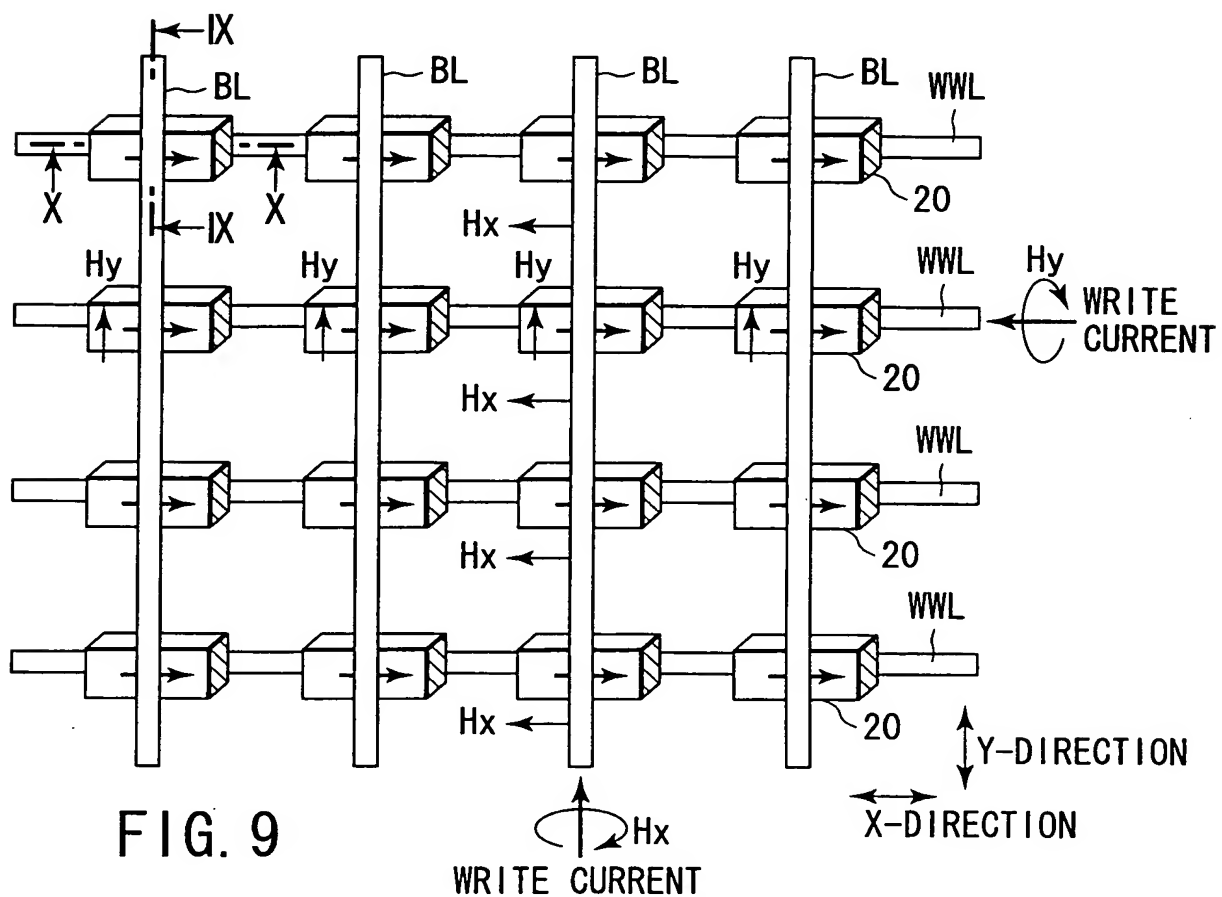 IX
BL
BL
BL
BL
WWL
X
X
IX
20
Hx
Hy
Hy
Hy
Hy
WWL
Hy
WRITE
CURRENT
20
Hx
WWL
Hx
20
WWL
Hx
20
Y-DIRECTION
X-DIRECTION
FIG. 9
Hx
WRITE CURRENT